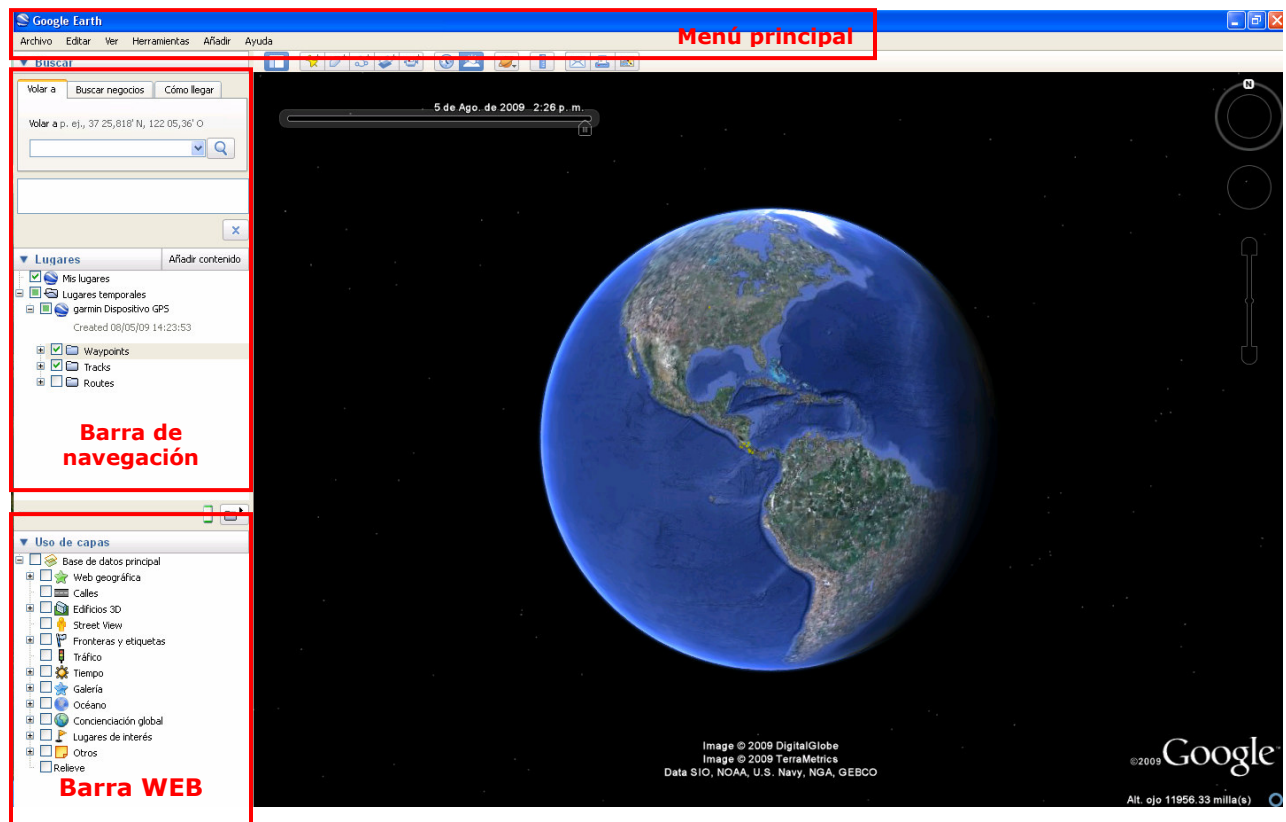 Google Earth
Archivo Editar Ver Herramientas Añadir Ayuda
Menú principal
Buscar
Volar a Buscar negocios Cómo llegar
Volar a p. ej., 37 25,818' N, 122 05,36' O
Lugares Añadir contenido
Mis lugares
Lugares temporales
garmin Dispositivo GPS
Created 08/05/09 14:23:53
Waypoints
Tracks
Routes
Barra de
navegación
Uso de capas
Base de datos principal
Web geográfica
Calles
Edificios 3D
Street View
Fronteras y etiquetas
Tráfico
Tiempo
Galería
Océano
Concienciación global
Lugares de interés
Otros
Relieve
Barra WEB
5 de Ago. de 2009 2:26 p. m.
N
Image © 2009 DigitalGlobe
Image © 2009 TerraMetrics
Data SIO, NOAA, U.S. Navy, NGA, GEBCO
©2009 Google
Alt. ojo 11956.33 milla(s)